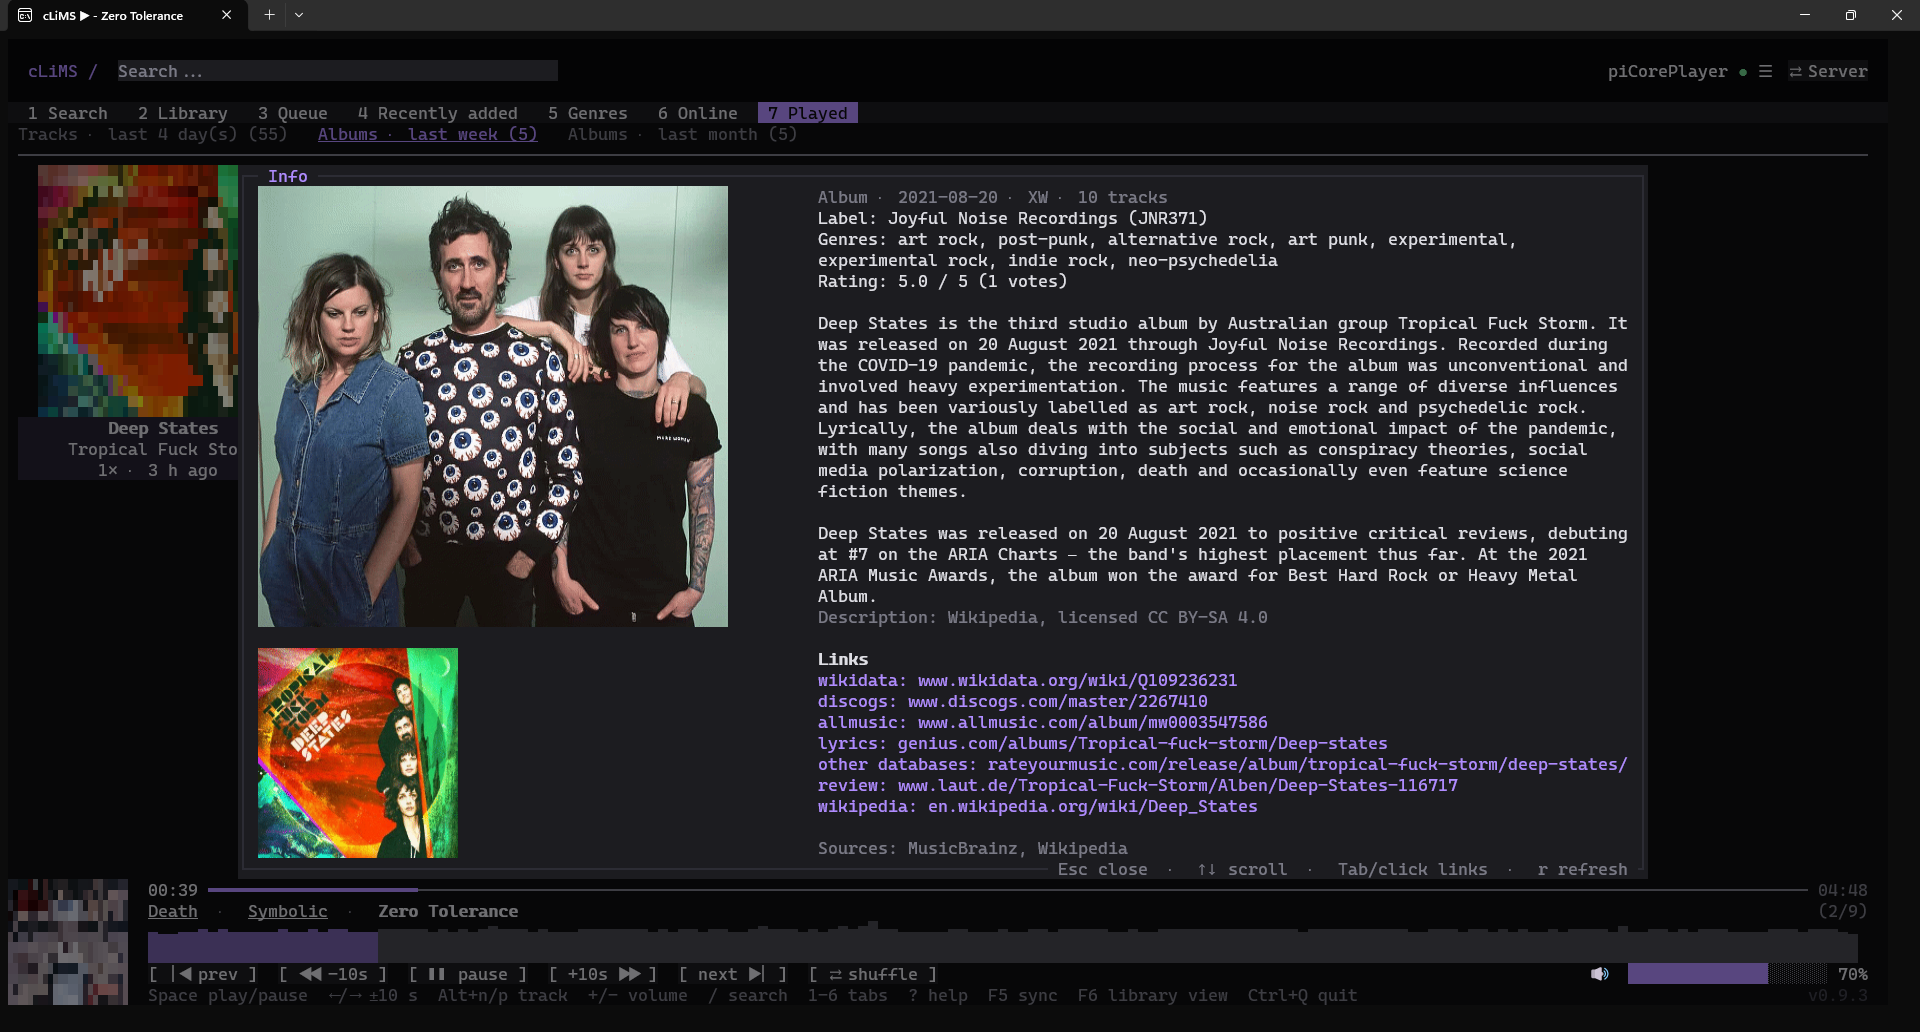 cLiMS ▶ - Zero Tolerance
cLiMS / Search...
piCorePlayer ● ☰ ⇄ Server
1 Search 2 Library 3 Queue 4 Recently added 5 Genres 6 Online 7 Played
Tracks · last 4 day(s) (55) Albums · last week (5) Albums · last month (5)
Info
Album · 2021-08-20 · XW · 10 tracks
Label: Joyful Noise Recordings (JNR371)
Genres: art rock, post-punk, alternative rock, art punk, experimental,
experimental rock, indie rock, neo-psychedelia
Rating: 5.0 / 5 (1 votes)
Deep States is the third studio album by Australian group Tropical Fuck Storm. It
was released on 20 August 2021 through Joyful Noise Recordings. Recorded during
the COVID-19 pandemic, the recording process for the album was unconventional and
involved heavy experimentation. The music features a range of diverse influences
and has been variously labelled as art rock, noise rock and psychedelic rock.
Lyrically, the album deals with the social and emotional impact of the pandemic,
with many songs also diving into subjects such as conspiracy theories, social
media polarization, corruption, death and occasionally even feature science
fiction themes.
Deep States was released on 20 August 2021 to positive critical reviews, debuting
at #7 on the ARIA Charts – the band's highest placement thus far. At the 2021
ARIA Music Awards, the album won the award for Best Hard Rock or Heavy Metal
Album.
Description: Wikipedia, licensed CC BY-SA 4.0
Links
wikidata: www.wikidata.org/wiki/Q109236231
discogs: www.discogs.com/master/2267410
allmusic: www.allmusic.com/album/mw0003547586
lyrics: genius.com/albums/Tropical-fuck-storm/Deep-states
other databases: rateyourmusic.com/release/album/tropical-fuck-storm/deep-states/
review: www.laut.de/Tropical-Fuck-Storm/Alben/Deep-States-116717
wikipedia: en.wikipedia.org/wiki/Deep_States
Sources: MusicBrainz, Wikipedia
Esc close · ↑↓ scroll · Tab/click links · r refresh
Deep States
Tropical Fuck Sto
1× · 3 h ago
TROPICAL
FUCK
STORM
DEEP
STATES
00:39 04:48
Death · Symbolic · Zero Tolerance (2/9)
[ |◀ prev ] [ ◀◀ -10s ] [ ▮▮ pause ] [ +10s ▶▶ ] [ next ▶| ] [ ⇄ shuffle ] 70%
Space play/pause ←/→ ±10 s Alt+n/p track +/- volume / search 1-6 tabs ? help F5 sync F6 library view Ctrl+Q quit v0.9.3